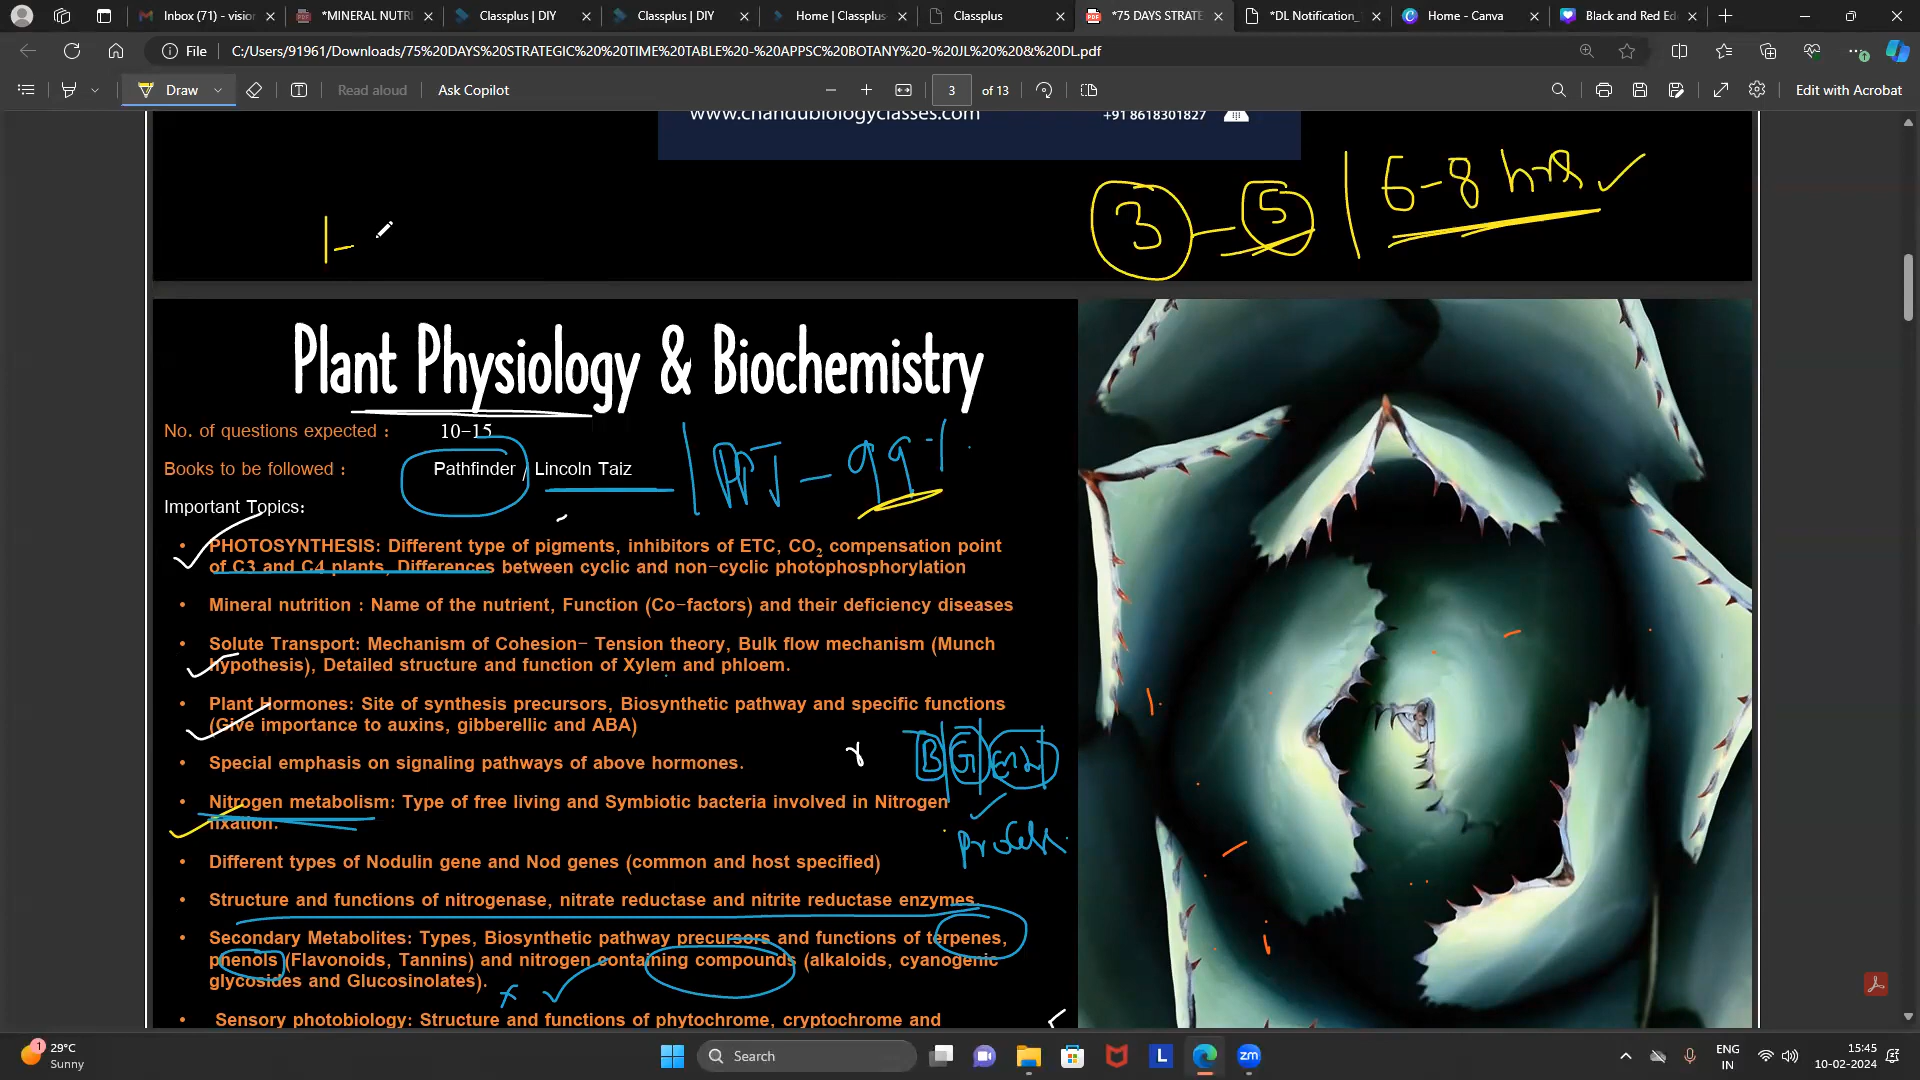 Inbox (71) - vision
*MINERAL NUTRI
Classplus | DIY
Classplus | DIY
Home | Classplus
Classplus
*75 DAYS STRATE
*DL Notification_
Home - Canva
Black and Red Ed
File
C:/Users/91961/Downloads/75%20DAYS%20STRATEGIC%20%20TIME%20TABLE%20-%20APPSC%20BOTANY%20-%20JL%20%20&%20DL.pdf
Draw
Read aloud
Ask Copilot
3 of 13
Edit with Acrobat
www.chandubiologyclasses.com
+91 8618301827
1-
3 - 5 | 6-8 hrs
Plant Physiology & Biochemistry
No. of questions expected : 10-15
Books to be followed : Pathfinder / Lincoln Taiz
PPT - 99%
Important Topics:
• PHOTOSYNTHESIS: Different type of pigments, inhibitors of ETC, CO₂ compensation point
of C3 and C4 plants, Differences between cyclic and non-cyclic photophosphorylation
• Mineral nutrition : Name of the nutrient, Function (Co-factors) and their deficiency diseases
• Solute Transport: Mechanism of Cohesion- Tension theory, Bulk flow mechanism (Munch
hypothesis), Detailed structure and function of Xylem and phloem.
• Plant Hormones: Site of synthesis precursors, Biosynthetic pathway and specific functions
(Give importance to auxins, gibberellic and ABA)
• Special emphasis on signaling pathways of above hormones.
B G
• Nitrogen metabolism: Type of free living and Symbiotic bacteria involved in Nitrogen
fixation.
• Different types of Nodulin gene and Nod genes (common and host specified)
• Structure and functions of nitrogenase, nitrate reductase and nitrite reductase enzymes.
• Secondary Metabolites: Types, Biosynthetic pathway precursors and functions of terpenes,
phenols (Flavonoids, Tannins) and nitrogen containing compounds (alkaloids, cyanogenic
glycosides and Glucosinolates).
• Sensory photobiology: Structure and functions of phytochrome, cryptochrome and
1
29°C
Sunny
Search
L
zm
ENG
IN
15:45
10-02-2024